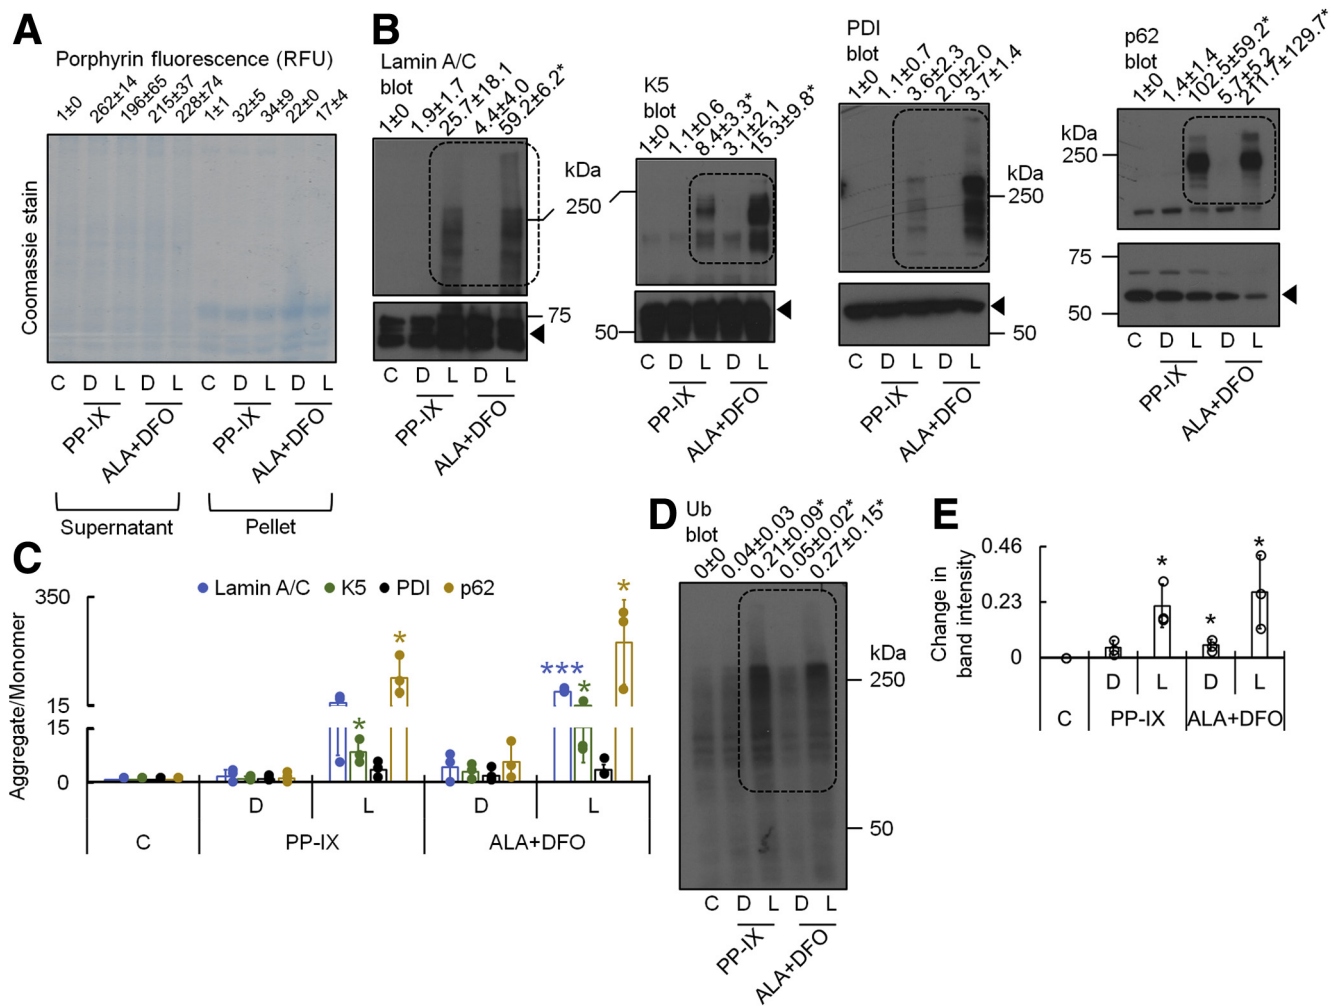 A
Porphyrin fluorescence (RFU)
1±0 262±14 196±65 215±37 228±74 1±1 32±5 34±9 22±0 17±4
Coomassie stain
C D L D L C D L D L
PP-IX ALA+DFO PP-IX ALA+DFO
Supernatant Pellet
B
Lamin A/C
blot
1±0 1.9±1.7 25.7±18.1 4.4±4.0 59.2±6.2*
kDa
250
75
C D L D L
PP-IX ALA+DFO
K5
blot
1±0 1.1±0.6 8.4±3.3* 3.1±2.1 15.3±9.8*
50
C D L D L
PP-IX ALA+DFO
PDI
blot
1±0 1.1±0.7 3.6±2.3 2.0±2.0 3.7±1.4
kDa
250
50
C D L D L
PP-IX ALA+DFO
p62
blot
1±0 1.4±1.4 102.5±59.2* 5.7±5.2 211.7±129.7*
kDa
250
75
50
C D L D L
PP-IX ALA+DFO
C
Lamin A/C K5 PDI p62
Aggregate/Monomer
350
15
15
0
* * *** * *
D L D L
C PP-IX ALA+DFO
D
Ub
blot
0±0 0.04±0.03 0.21±0.09* 0.05±0.02* 0.27±0.15*
kDa
250
50
C D L D L
PP-IX ALA+DFO
E
Change in
band intensity
0.46
0.23
0
* * *
D L D L
C PP-IX ALA+DFO